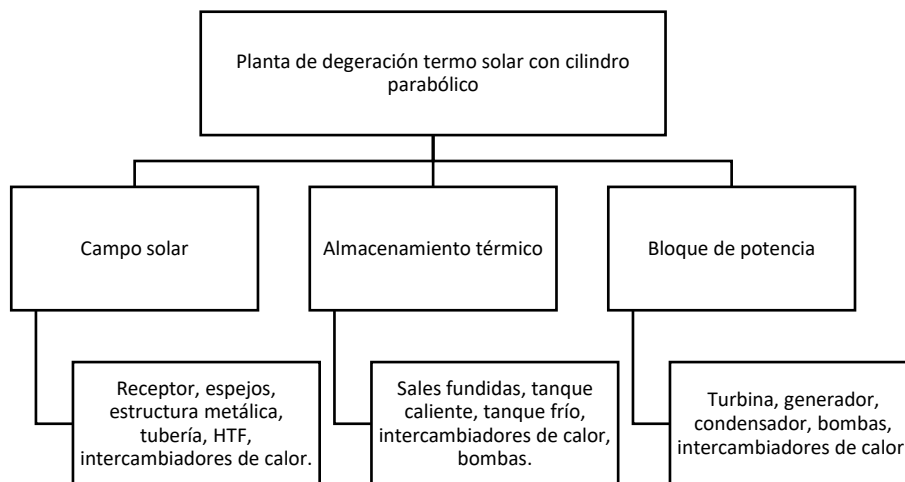 Planta de degeración termo solar con cilindro
parabólico
Campo solar
Almacenamiento térmico
Bloque de potencia
Receptor, espejos,
estructura metálica,
tubería, HTF,
intercambiadores de calor.
Sales fundidas, tanque
caliente, tanque frío,
intercambiadores de calor,
bombas.
Turbina, generador,
condensador, bombas,
intercambiadores de calor